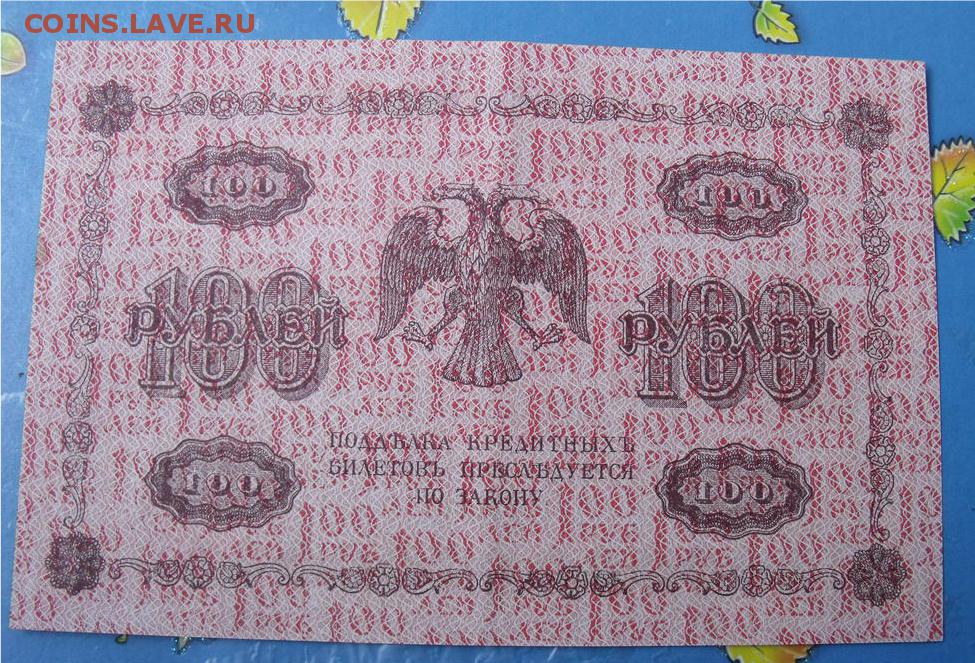 COINS.LAVE.RU
100
100
100 100
РУБЛЕЙ РУБЛЕЙ
ПОДДѢЛКА КРЕДИТНЫХЪ
БИЛЕТОВЪ ПРЕСЛѢДУЕТСЯ
ПО ЗАКОНУ
100
100